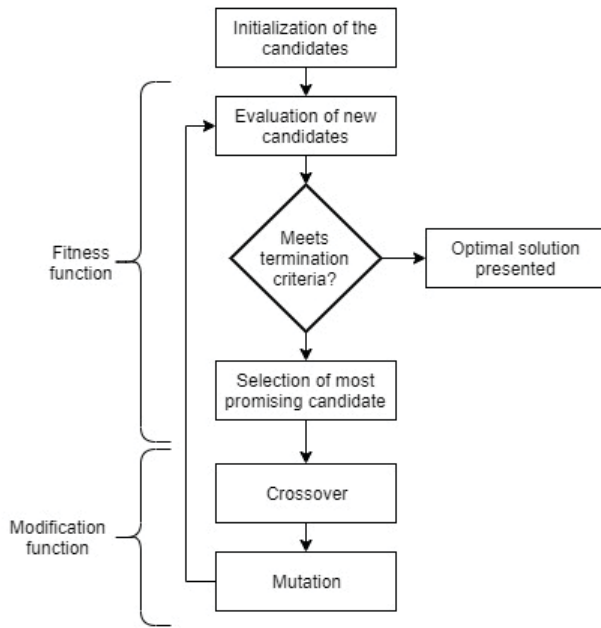 Initialization of the
candidates
Evaluation of new
candidates
Meets
termination
criteria?
Optimal solution
presented
Fitness
function
Selection of most
promising candidate
Crossover
Modification
function
Mutation